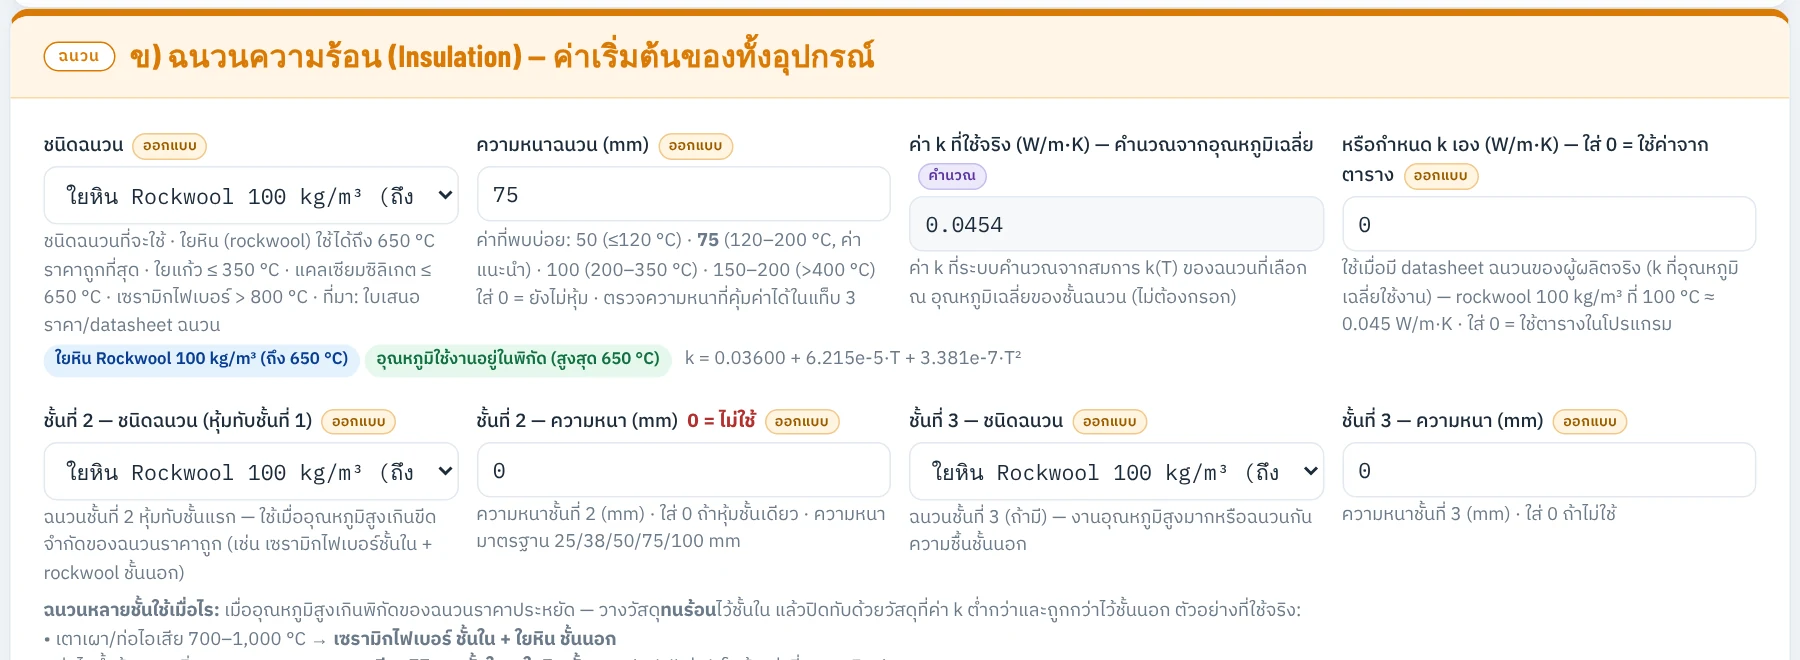 ฉนวน ข) ฉนวนความร้อน (Insulation) — ค่าเริ่มต้นของทั้งอุปกรณ์
ชนิดฉนวน ออกแบบ
ใยหิน Rockwool 100 kg/m³ (ถึง
ชนิดฉนวนที่จะใช้ · ใยหิน (rockwool) ใช้ได้ถึง 650 °C
ราคาถูกที่สุด · ใยแก้ว ≤ 350 °C · แคลเซียมซิลิเกต ≤
650 °C · เซรามิกไฟเบอร์ > 800 °C · ที่มา: ใบเสนอ
ราคา/datasheet ฉนวน
ความหนาฉนวน (mm) ออกแบบ
75
ค่าที่พบบ่อย: 50 (≤120 °C) · 75 (120–200 °C, ค่า
แนะนำ) · 100 (200–350 °C) · 150–200 (>400 °C)
ใส่ 0 = ยังไม่หุ้ม · ตรวจความหนาที่คุ้มค่าได้ในแท็บ 3
ค่า k ที่ใช้จริง (W/m·K) — คำนวณจากอุณหภูมิเฉลี่ย
คำนวณ
0.0454
ค่า k ที่ระบบคำนวณจากสมการ k(T) ของฉนวนที่เลือก
ณ อุณหภูมิเฉลี่ยของชั้นฉนวน (ไม่ต้องกรอก)
หรือกำหนด k เอง (W/m·K) — ใส่ 0 = ใช้ค่าจาก
ตาราง ออกแบบ
0
ใช้เมื่อมี datasheet ฉนวนของผู้ผลิตจริง (k ที่อุณหภูมิ
เฉลี่ยใช้งาน) — rockwool 100 kg/m³ ที่ 100 °C ≈
0.045 W/m·K · ใส่ 0 = ใช้ตารางในโปรแกรม
ใยหิน Rockwool 100 kg/m³ (ถึง 650 °C) อุณหภูมิใช้งานอยู่ในพิกัด (สูงสุด 650 °C) k = 0.03600 + 6.215e-5·T + 3.381e-7·T²
ชั้นที่ 2 — ชนิดฉนวน (หุ้มทับชั้นที่ 1) ออกแบบ
ใยหิน Rockwool 100 kg/m³ (ถึง
ฉนวนชั้นที่ 2 หุ้มทับชั้นแรก — ใช้เมื่ออุณหภูมิสูงเกินขีด
จำกัดของฉนวนราคาถูก (เช่น เซรามิกไฟเบอร์ชั้นใน +
rockwool ชั้นนอก)
ชั้นที่ 2 — ความหนา (mm) 0 = ไม่ใช้ ออกแบบ
0
ความหนาชั้นที่ 2 (mm) · ใส่ 0 ถ้าหุ้มชั้นเดียว · ความหนา
มาตรฐาน 25/38/50/75/100 mm
ชั้นที่ 3 — ชนิดฉนวน ออกแบบ
ใยหิน Rockwool 100 kg/m³ (ถึง
ฉนวนชั้นที่ 3 (ถ้ามี) — งานอุณหภูมิสูงมากหรือฉนวนกัน
ความชื้นชั้นนอก
ชั้นที่ 3 — ความหนา (mm) ออกแบบ
0
ความหนาชั้นที่ 3 (mm) · ใส่ 0 ถ้าไม่ใช้
ฉนวนหลายชั้นใช้เมื่อไร: เมื่ออุณหภูมิสูงเกินพิกัดของฉนวนราคาประหยัด — วางวัสดุทนร้อนไว้ชั้นใน แล้วปิดทับด้วยวัสดุที่ค่า k ต่ำกว่าและถูกกว่าไว้ชั้นนอก ตัวอย่างที่ใช้จริง:
• เตาเผา/ท่อไอเสีย 700–1,000 °C → เซรามิกไฟเบอร์ ชั้นใน + ใยหิน ชั้นนอก